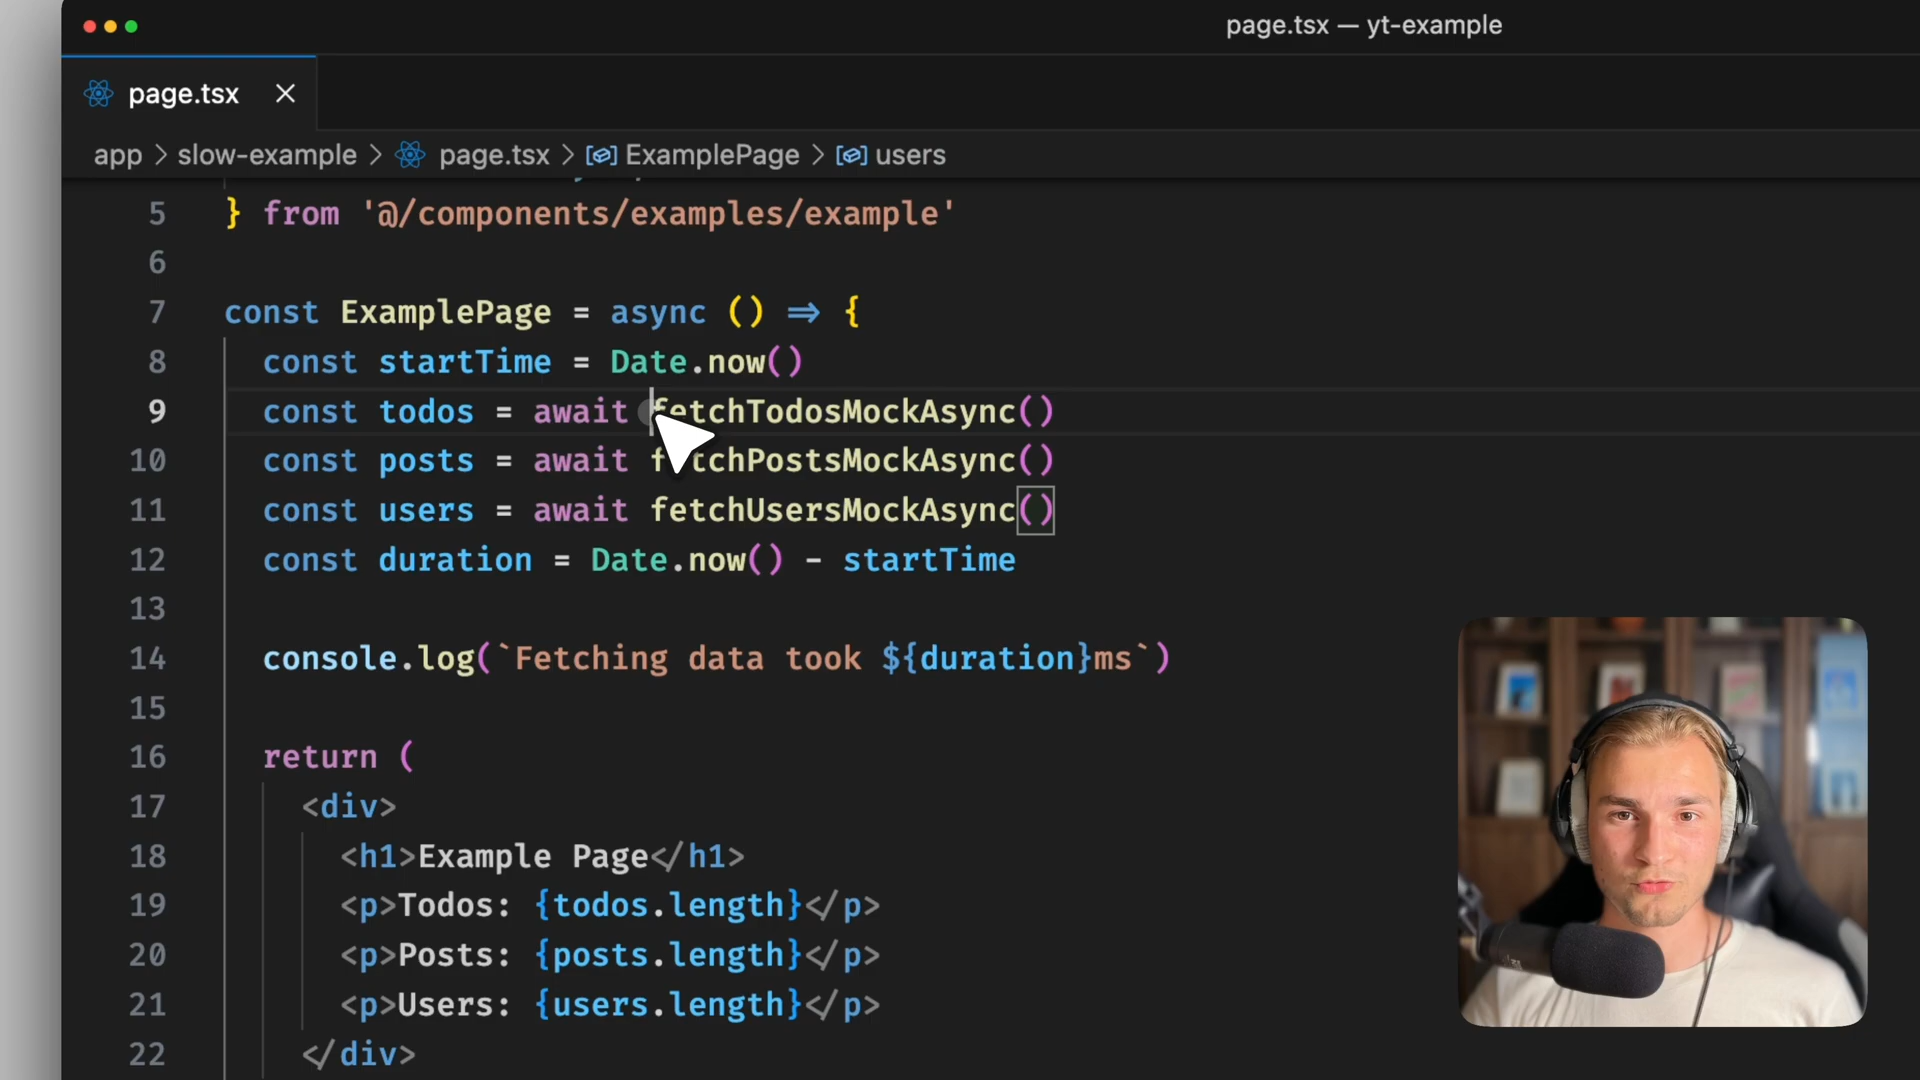 page.tsx — yt-example
page.tsx
app > slow-example > page.tsx > ExamplePage > users
5 } from '@/components/examples/example'
6
7 const ExamplePage = async () => {
8 const startTime = Date.now()
9 const todos = await fetchTodosMockAsync()
10 const posts = await fetchPostsMockAsync()
11 const users = await fetchUsersMockAsync()
12 const duration = Date.now() - startTime
13
14 console.log(`Fetching data took ${duration}ms`)
15
16 return (
17 <div>
18 <h1>Example Page</h1>
19 <p>Todos: {todos.length}</p>
20 <p>Posts: {posts.length}</p>
21 <p>Users: {users.length}</p>
22 </div>